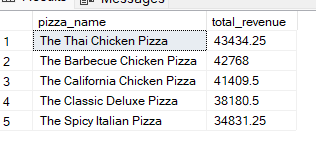 Messages
pizza_name total_revenue
1 The Thai Chicken Pizza 43434.25
2 The Barbecue Chicken Pizza 42768
3 The California Chicken Pizza 41409.5
4 The Classic Deluxe Pizza 38180.5
5 The Spicy Italian Pizza 34831.25